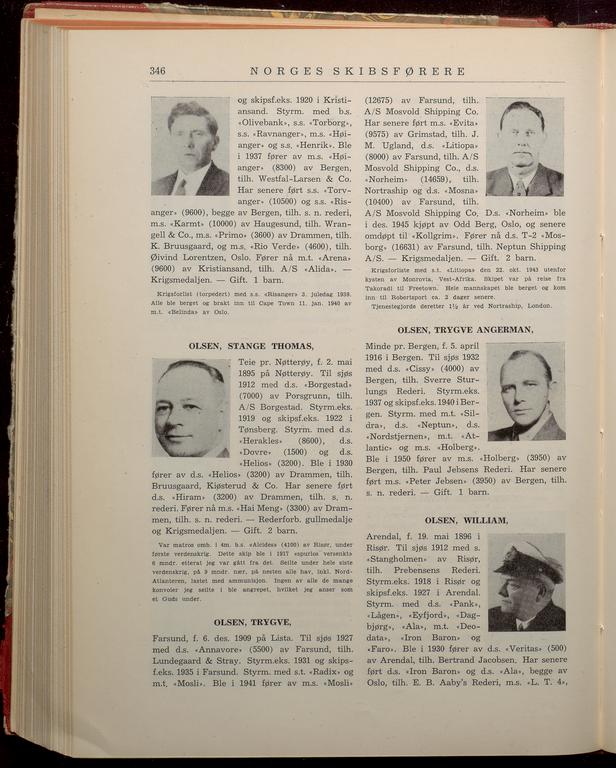 346
NORGES SKIBSFØRERE
og skipsf.eks. 1920 i Kristi-
ansand. Styrm. med b.s.
«Olivebank», s.s. «Torborg»,
s.s. «Ravnanger», m.s. «Høi-
anger» og s.s. «Henrik». Ble
i 1937 fører av m.s. «Høi-
anger» (8300) av Bergen,
tilh. Westfal-Larsen & Co.
Har senere ført s.s. «Torv-
anger» (10500) og s.s. «Ris-
anger» (9600), begge av Bergen, tilh. s. n. rederi,
m.s. «Karmt» (10000) av Haugesund, tilh. Wran-
gell & Co., m.s. «Primo» (3600) av Drammen, tilh.
K. Bruusgaard, og m.s. «Rio Verde» (4600), tilh.
Øivind Lorentzen, Oslo. Fører nå m.t. «Arena»
(9600) av Kristiansand, tilh. A/S «Alida». —
Krigsmedaljen. — Gift. 1 barn.
Krigsforlist (torpedert) med s.s. «Risanger» 3. juledag 1939.
Alle ble berget og brakt inn til Cape Town 11. jan. 1940 av
m.t. «Belinda» av Oslo.
OLSEN, STANGE THOMAS,
Teie pr. Nøtterøy, f. 2. mai
1895 på Nøtterøy. Til sjøs
1912 med d.s. «Borgestad»
(7000) av Porsgrunn, tilh.
A/S Borgestad. Styrm.eks.
1919 og skipsf.eks. 1922 i
Tønsberg. Styrm. med d.s.
«Herakles» (8600), d.s.
«Dovre» (1500) og d.s.
«Helios» (3200). Ble i 1930
fører av d.s. «Helios» (3200) av Drammen, tilh.
Bruusgaard, Kiøsterud & Co. Har senere ført
d.s. «Hiram» (3200) av Drammen, tilh. s. n.
rederi. Fører nå m.s. «Hai Meng» (3300) av Dram-
men, tilh. s. n. rederi. — Rederforb. gullmedalje
og Krigsmedaljen. — Gift. 2 barn.
Var matros omb. i 4m. b.s. «Alcides» (4100) av Risør, under
første verdenskrig. Dette skip ble i 1917 «spurlos versenkt»
6 mndr. etterat jeg var gått fra det. Seilte under hele siste
verdenskrig, på 9 mndr. nær, på nesten alle hav, inkl. Nord-
Atlanteren, lastet med ammunisjon. Ingen av alle de mange
konvoier jeg seilte i ble angrepet, hvilket jeg anser som
et Guds under.
OLSEN, TRYGVE,
Farsund, f. 6. des. 1909 på Lista. Til sjøs 1927
med d.s. «Annavore» (5500) av Farsund, tilh.
Lundegaard & Stray. Styrm.eks. 1931 og skips-
f.eks. 1935 i Farsund. Styrm. med s.t. «Radix» og
m.t. «Mosli». Ble i 1941 fører av m.s. «Mosli»
(12675) av Farsund, tilh.
A/S Mosvold Shipping Co.
Har senere ført m.s. «Evita»
(9575) av Grimstad, tilh. J.
M. Ugland, d.s. «Litiopa»
(8000) av Farsund, tilh. A/S
Mosvold Shipping Co., d.s.
«Norheim» (14659), tilh.
Nortraship og d.s. «Mosna»
(10400) av Farsund, tilh.
A/S Mosvold Shipping Co. D.s. «Norheim» ble
i des. 1945 kjøpt av Odd Berg, Oslo, og senere
omdøpt til «Kollgrim». Fører nå d.s. T-2 «Mos-
borg» (16631) av Farsund, tilh. Neptun Shipping
A/S. — Krigsmedaljen. — Gift. 2 barn.
Krigsforliste med s.t. «Litiopa» den 22. okt. 1943 utenfor
kysten av Monrovia, Vest-Afrika. Skipet var på reise fra
Takoradi til Freetown. Hele mannskapet ble berget og kom
inn til Robertsport ca. 2 dager senere.
Tjenestegjorde deretter 1½ år ved Nortraship, London.
OLSEN, TRYGVE ANGERMAN,
Minde pr. Bergen, f. 5. april
1916 i Bergen. Til sjøs 1932
med d.s. «Cissy» (4000) av
Bergen, tilh. Sverre Stur-
lungs Rederi. Styrm.eks.
1937 og skipsf.eks. 1940 i Ber-
gen. Styrm. med m.t. «Sil-
dra», d.s. «Neptun», d.s.
«Nordstjernen», m.t. «At-
lantic» og m.s. «Holberg».
Ble i 1950 fører av m.s. «Holberg» (3950) av
Bergen, tilh. Paul Jebsens Rederi. Har senere
ført m.s. «Peter Jebsen» (3950) av Bergen, tilh.
s. n. rederi. — Gift. 1 barn.
OLSEN, WILLIAM,
Arendal, f. 19. mai 1896 i
Risør. Til sjøs 1912 med s.
«Stangholmen» av Risør,
tilh. Prebensens Rederi.
Styrm.eks. 1918 i Risør og
skipsf.eks. 1927 i Arendal.
Styrm. med d.s. «Pank»,
«Lågen», «Eyfjord», «Dag-
bjørg», «Ala», m.t. «Deo-
data», «Iron Baron» og
«Faro». Ble i 1930 fører av d.s. «Veritas» (500)
av Arendal, tilh. Bertrand Jacobsen. Har senere
ført d.s. «Iron Baron» og d.s. «Ala», begge av
Oslo, tilh. E. B. Aaby's Rederi, m.s. «L. T. 4»,